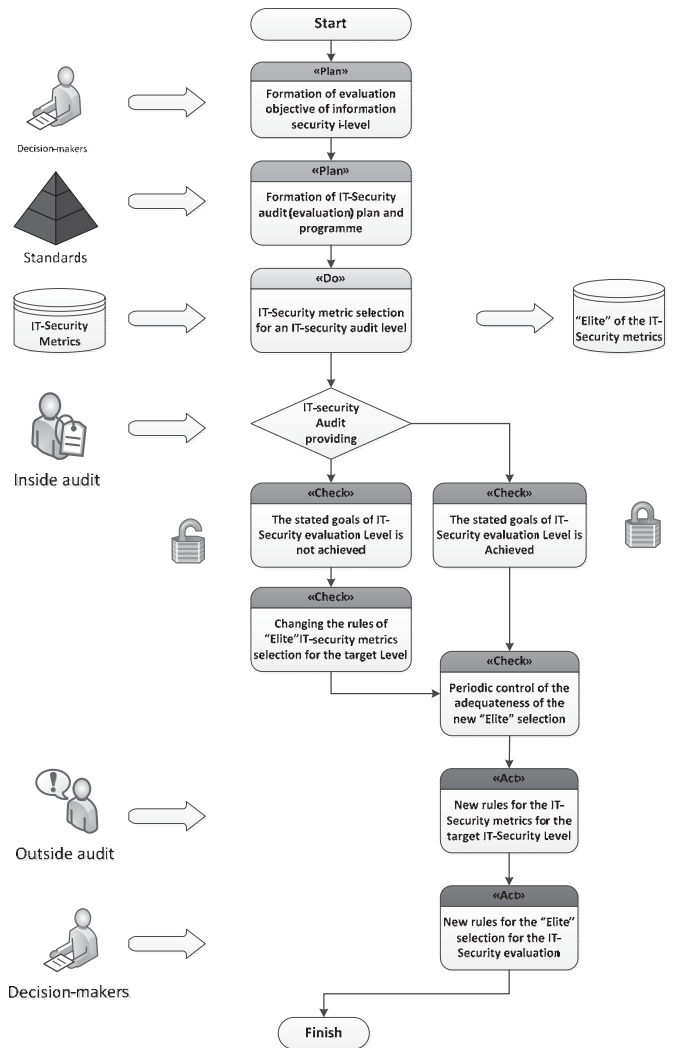 Start
«Plan»
Formation of evaluation
objective of information
security i-level
Decision-makers
«Plan»
Formation of IT-Security
audit(evaluation) plan and
programme
Standards
«Do»
IT-Security metric selection
for an IT-security audit level
IT-Security
Metrics
"Elite" of the IT-
Security metrics
IT-security
Audit
providing
Inside audit
«Check»
The stated goals of IT-
Security evaluation Level is
not achieved
«Check»
The stated goals of IT-
Security evaluation Level is
Achieved
«Check»
Changing the rules of
"Elite"IT-security metrics
selection for the target Level
«Check»
Periodic control of the
adequateness of the
new "Elite" selection
«Act»
New rules for the IT-
Security metrics for the
target IT-Security Level
Outside audit
«Act»
New rules for the "Elite"
selection for the IT-
Security evaluation
Decision-makers
Finish